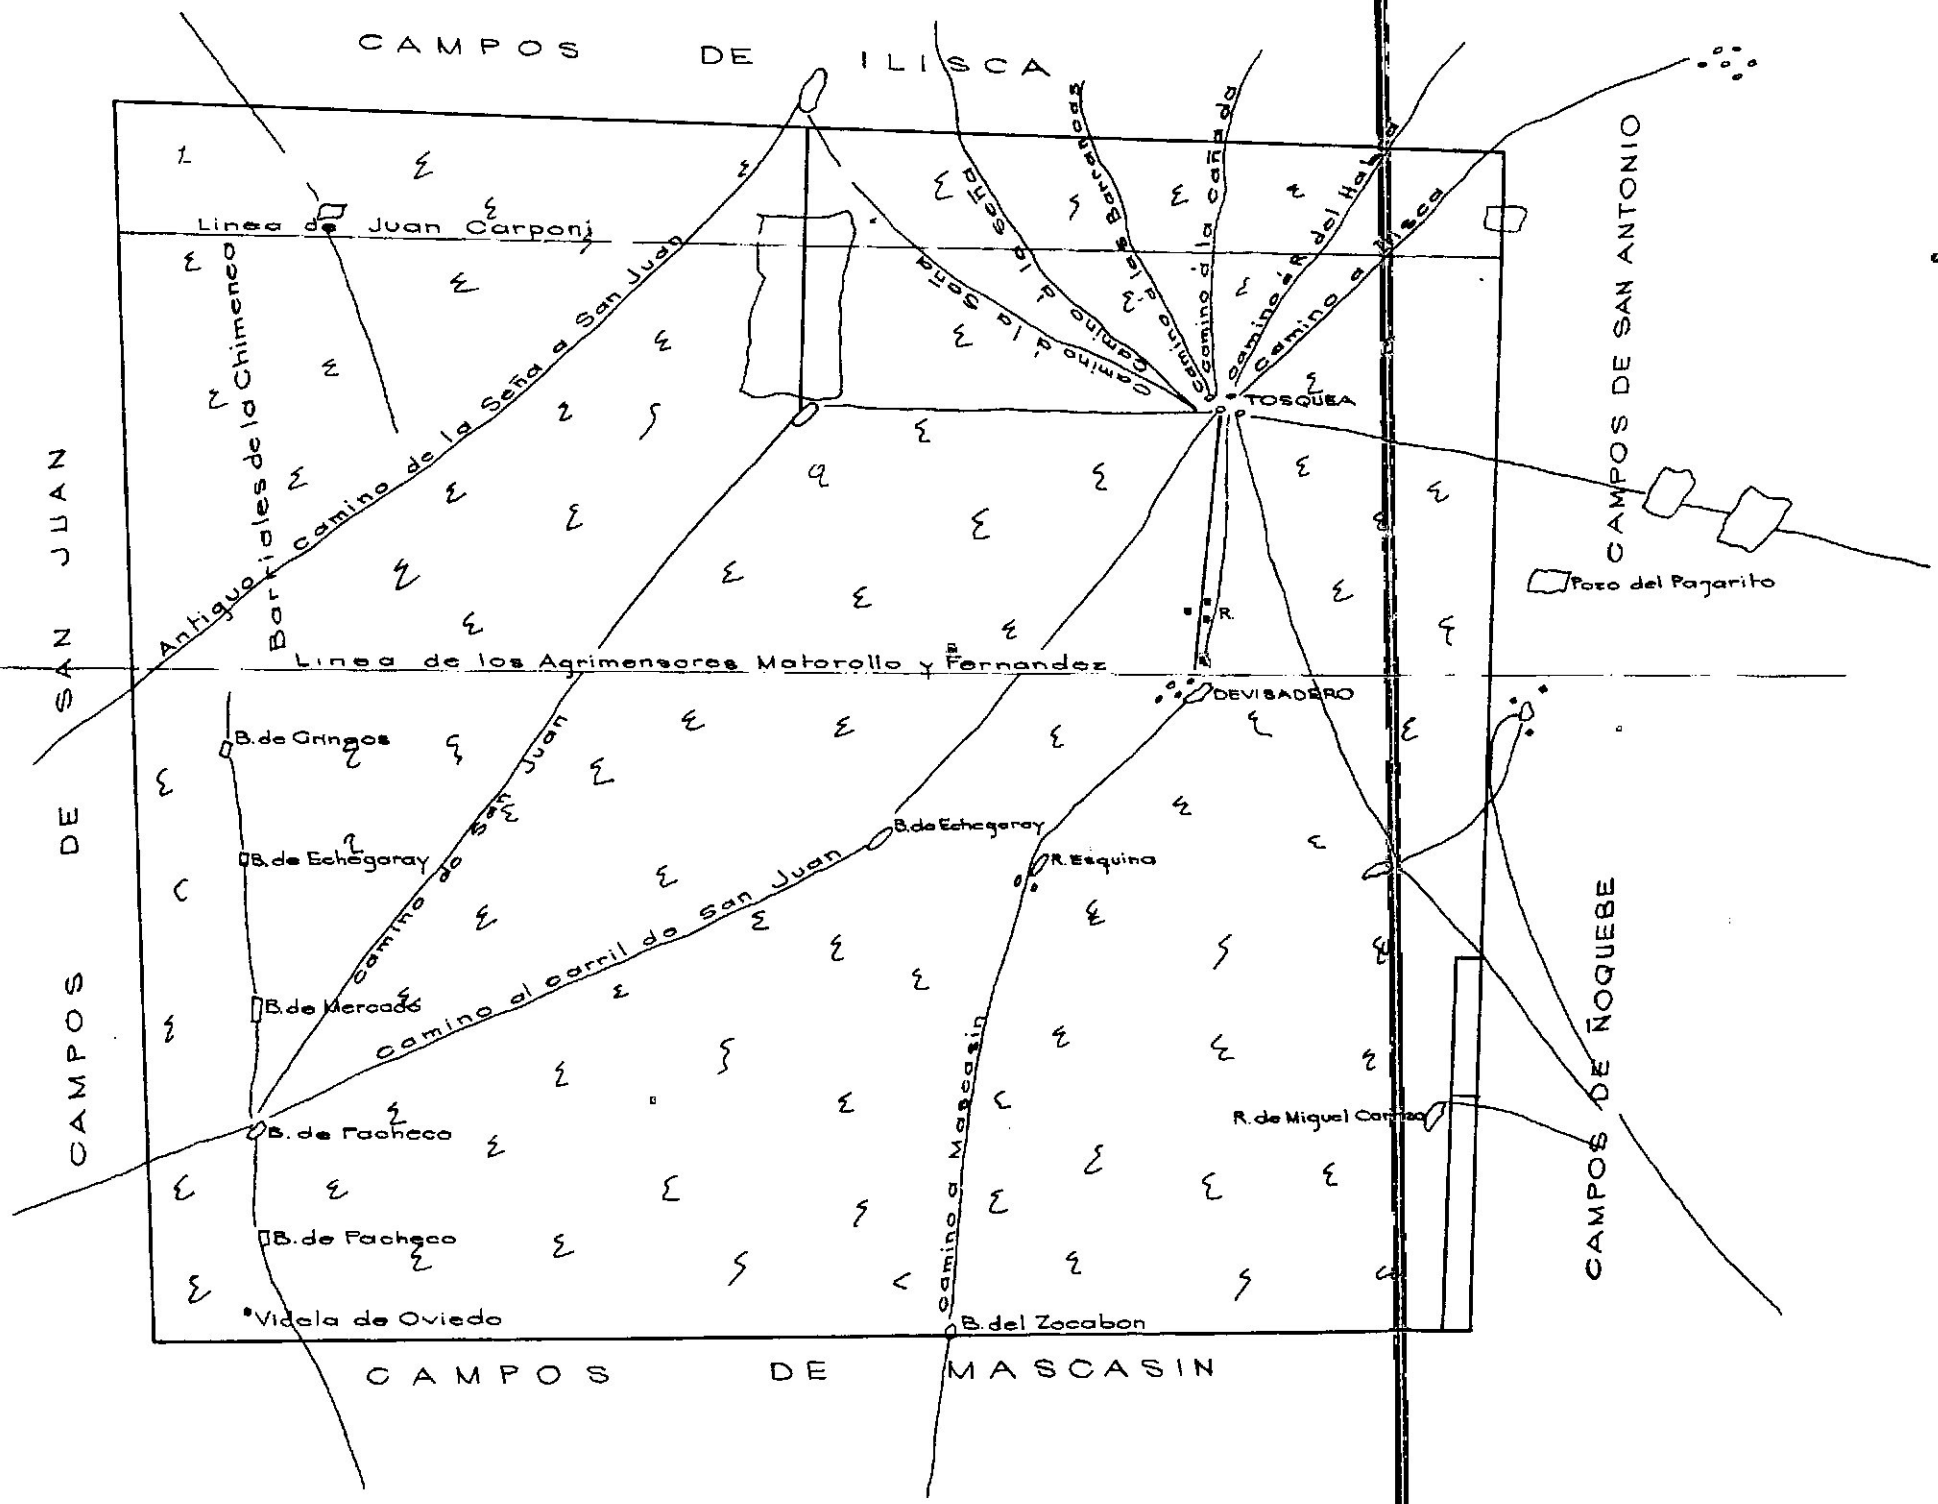 CAMPOS DE ILISCA
Linea de Juan Carponi
Barriales de la Chimenea
Antiguo camino de la Seña a San Juan
Camino á la Seña
Camino á la Seña
Camino á las Barrancas
Camino á la Cañada
Camino á R. del
Camino a Ilisca
TOSQUEA
CAMPOS DE SAN ANTONIO
Pozo del Pagarito
R.
CAMPOS DE SAN JUAN
Linea de los Agrimensores Matorollo y Fernandez
DEVISADERO
B. de Gringos
camino de San Juan
B. de Echegaray
B. de Echegaray
R. Esquina
B. de Mercado
camino al carril de San Juan
camino a Mascasin
B. de Pacheco
R. de Miguel Carrizo
CAMPOS DE ÑOQUEBE
B. de Pacheco
Videla de Oviedo
B. del Zocabon
CAMPOS DE MASCASIN